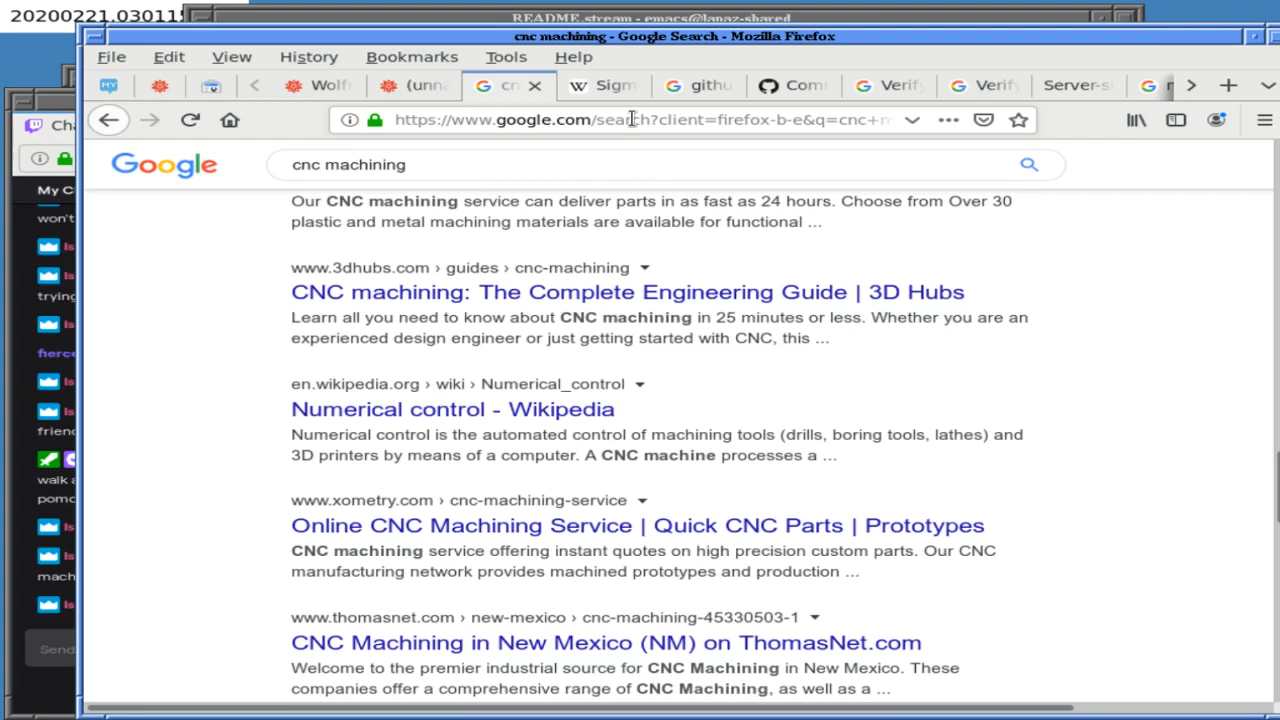 20200221.03011
README.stream - emacs@lanaz-shared
cnc machining - Google Search - Mozilla Firefox
File Edit View History Bookmarks Tools Help
Wolf (unn cn Sigm githu Com Verify Verify Server-s
https://www.google.com/search?client=firefox-b-e&q=cnc+m
Google
cnc machining
Our CNC machining service can deliver parts in as fast as 24 hours. Choose from Over 30
plastic and metal machining materials are available for functional ...
www.3dhubs.com › guides › cnc-machining
CNC machining: The Complete Engineering Guide | 3D Hubs
Learn all you need to know about CNC machining in 25 minutes or less. Whether you are an
experienced design engineer or just getting started with CNC, this ...
en.wikipedia.org › wiki › Numerical_control
Numerical control - Wikipedia
Numerical control is the automated control of machining tools (drills, boring tools, lathes) and
3D printers by means of a computer. A CNC machine processes a ...
www.xometry.com › cnc-machining-service
Online CNC Machining Service | Quick CNC Parts | Prototypes
CNC machining service offering instant quotes on high precision custom parts. Our CNC
manufacturing network provides machined prototypes and production ...
www.thomasnet.com › new-mexico › cnc-machining-45330503-1
CNC Machining in New Mexico (NM) on ThomasNet.com
Welcome to the premier industrial source for CNC Machining in New Mexico. These
companies offer a comprehensive range of CNC Machining, as well as a ...
Cha
My C
won't
Is
Is
trying
Is
fierce
Is
Is
friend
walk a
pomo
Is
Is
mach
Is
Send